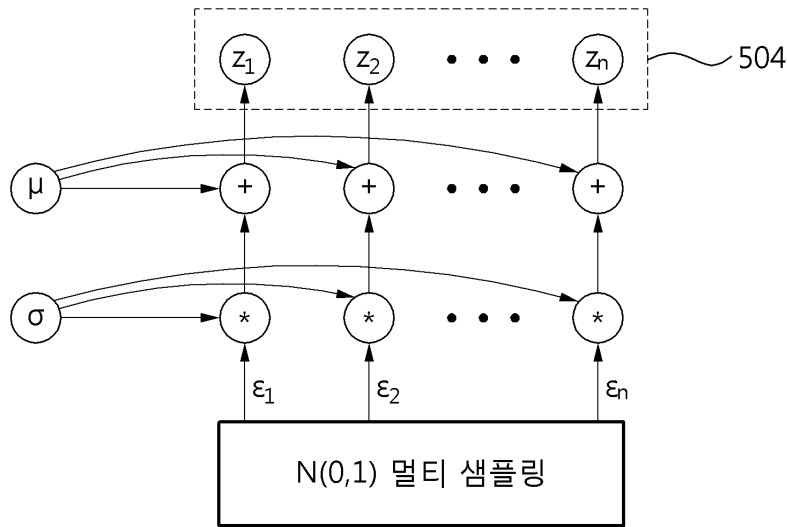 z1 z2 • • • zn 504
μ + + • • • +
σ * * • • • *
ε1 ε2 εn
N(0,1) 멀티 샘플링